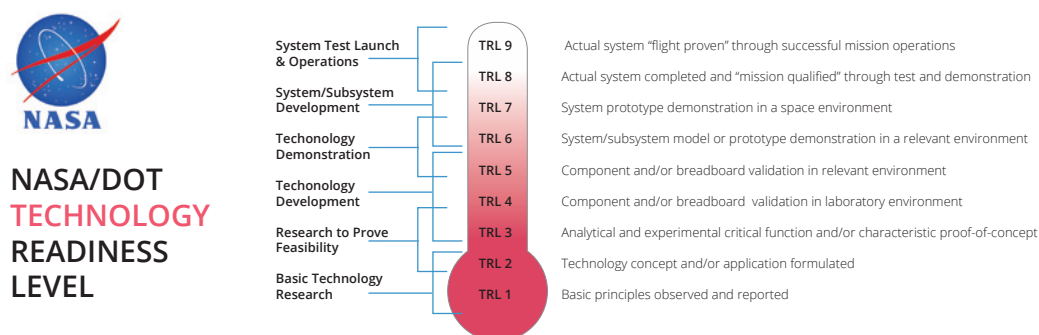 NASA
NASA
NASA/DOT
TECHNOLOGY
READINESS
LEVEL
System Test Launch
& Operations
System/Subsystem
Development
Techonology
Demonstration
Techonology
Development
Research to Prove
Feasibility
Basic Technology
Research
TRL 9
TRL 8
TRL 7
TRL 6
TRL 5
TRL 4
TRL 3
TRL 2
TRL 1
Actual system “flight proven” through successful mission operations
Actual system completed and “mission qualified” through test and demonstration
System prototype demonstration in a space environment
System/subsystem model or prototype demonstration in a relevant environment
Component and/or breadboard validation in relevant environment
Component and/or breadboard validation in laboratory environment
Analytical and experimental critical function and/or characteristic proof-of-concept
Technology concept and/or application formulated
Basic principles observed and reported